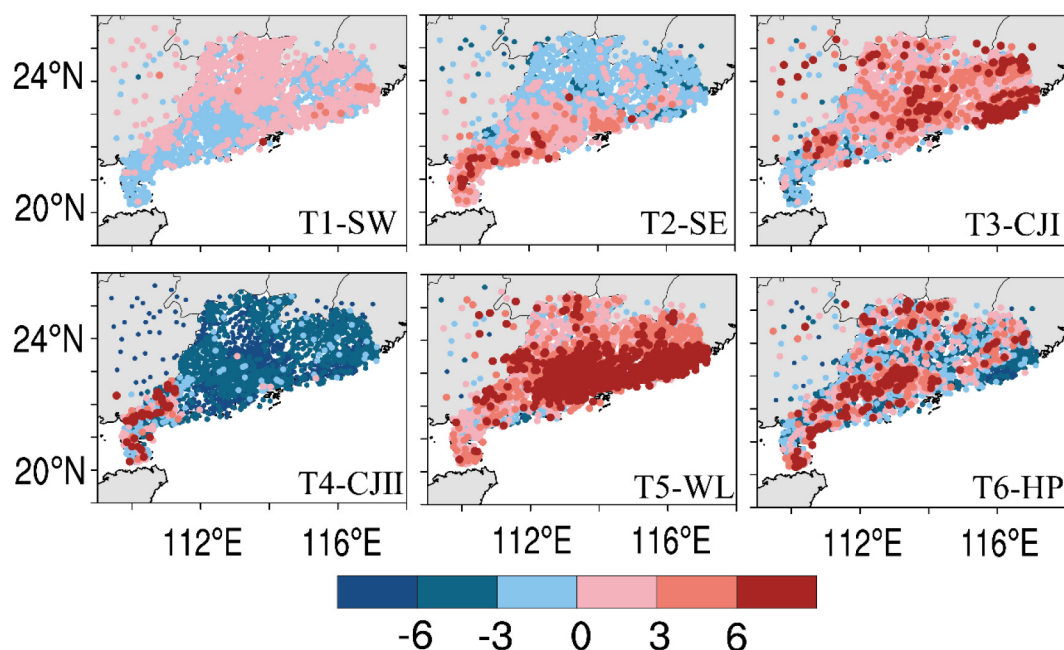 24°N
20°N
T1-SW
T2-SE
T3-CJI
24°N
20°N
T4-CJII
T5-WL
T6-HP
112°E 116°E 112°E 116°E 112°E 116°E
-6 -3 0 3 6